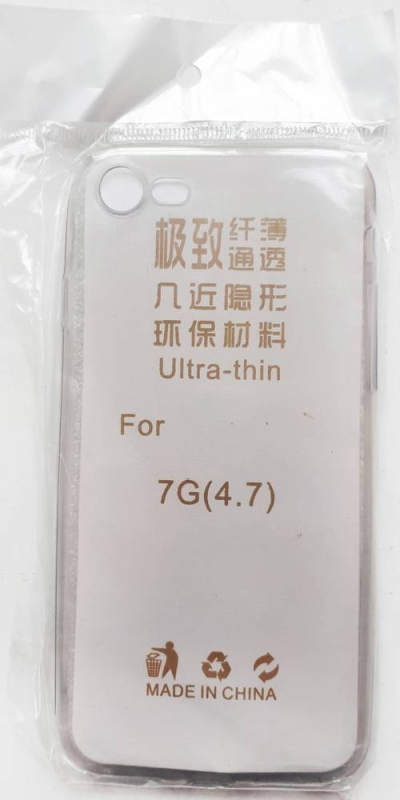 极致纤薄通透
几近隐形
环保材料
Ultra-thin
For
7G(4.7)
MADE IN CHINA